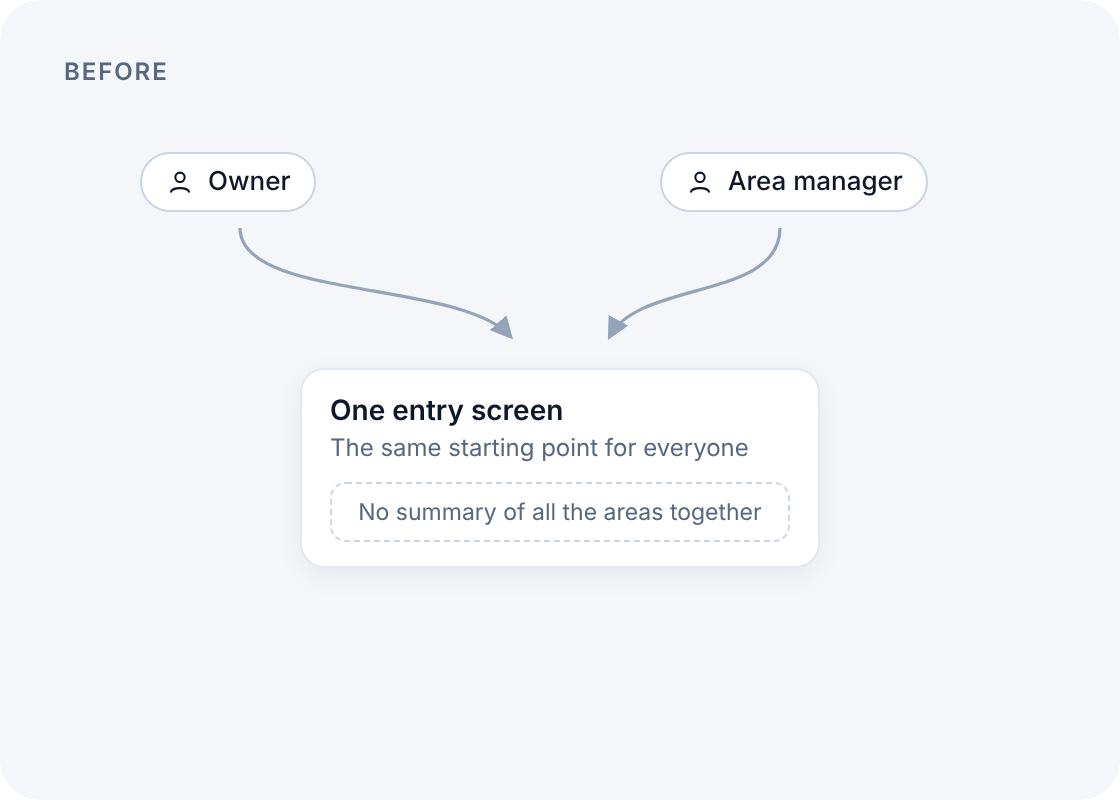 BEFORE
Owner
Area manager
One entry screen
The same starting point for everyone
No summary of all the areas together